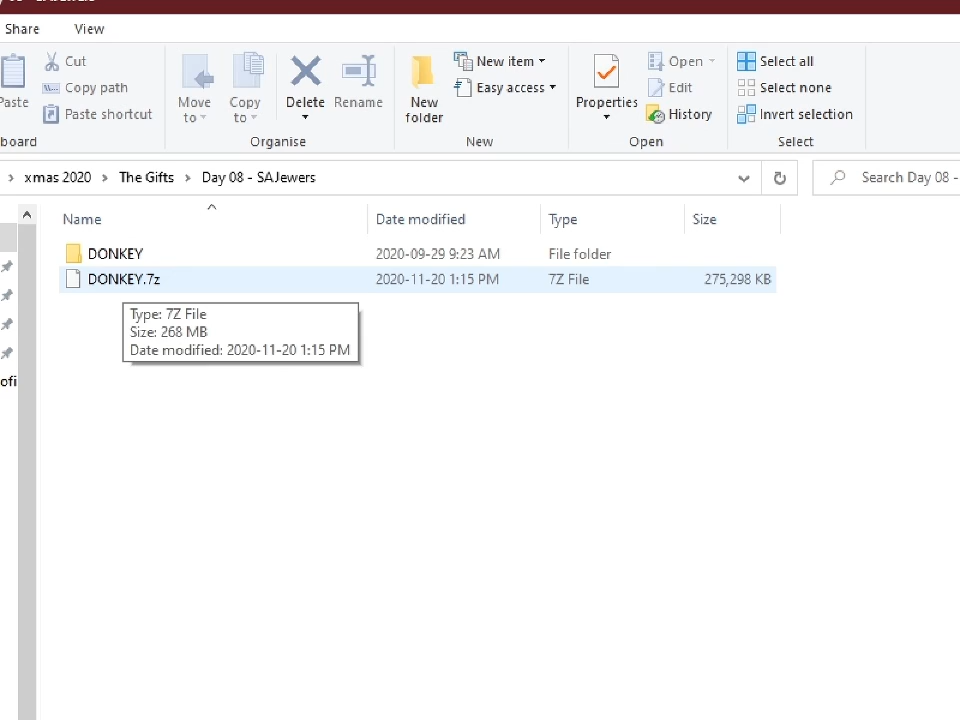 Share View
Cut
Copy path
Paste
Paste shortcut
board
Move to
Copy to
Delete
Rename
Organise
New folder
New item
Easy access
New
Properties
Open
Edit
History
Open
Select all
Select none
Invert selection
Select
xmas 2020 > The Gifts > Day 08 - SAJewers
Search Day 08 -
Name Date modified Type Size
DONKEY 2020-09-29 9:23 AM File folder
DONKEY.7z 2020-11-20 1:15 PM 7Z File 275,298 KB
Type: 7Z File
Size: 268 MB
Date modified: 2020-11-20 1:15 PM
ofi